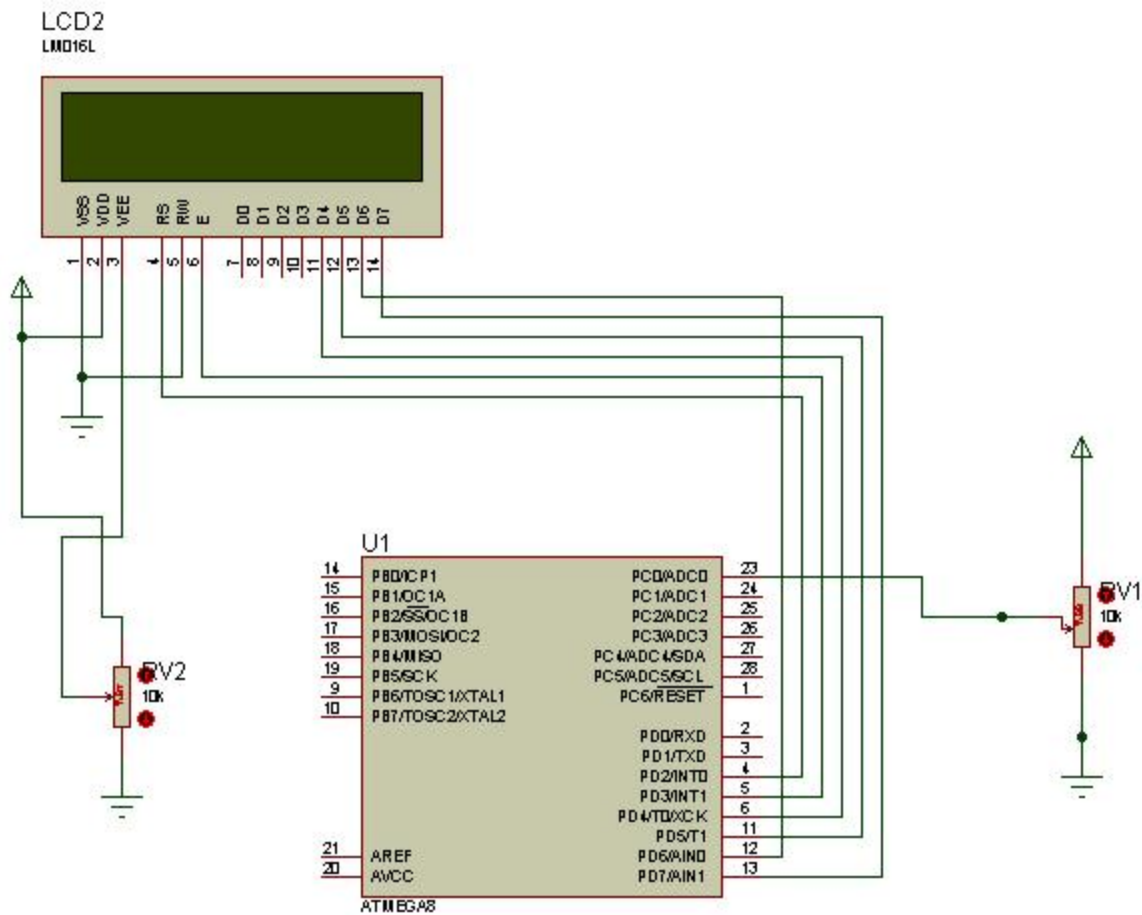 LCD2
LM016L
VSS
VDD
VEE
RS
RW
E
D0
D1
D2
D3
D4
D5
D6
D7
1
2
3
4
5
6
7
8
9
10
11
12
13
14
U1
14 PB0/ICP1
15 PB1/OC1A
16 PB2/SS/OC1B
17 PB3/MOSI/OC2
18 PB4/MISO
19 PB5/SCK
9 PB6/TOSC1/XTAL1
10 PB7/TOSC2/XTAL2
21 AREF
20 AVCC
PC0/ADC0 23
PC1/ADC1 24
PC2/ADC2 25
PC3/ADC3 26
PC4/ADC4/SDA 27
PC5/ADC5/SCL 28
PC6/RESET 1
PD0/RXD 2
PD1/TXD 3
PD2/INT0 4
PD3/INT1 5
PD4/T0/XCK 6
PD5/T1 11
PD6/AIN0 12
PD7/AIN1 13
ATMEGA8
RV2
10k
RV1
10k